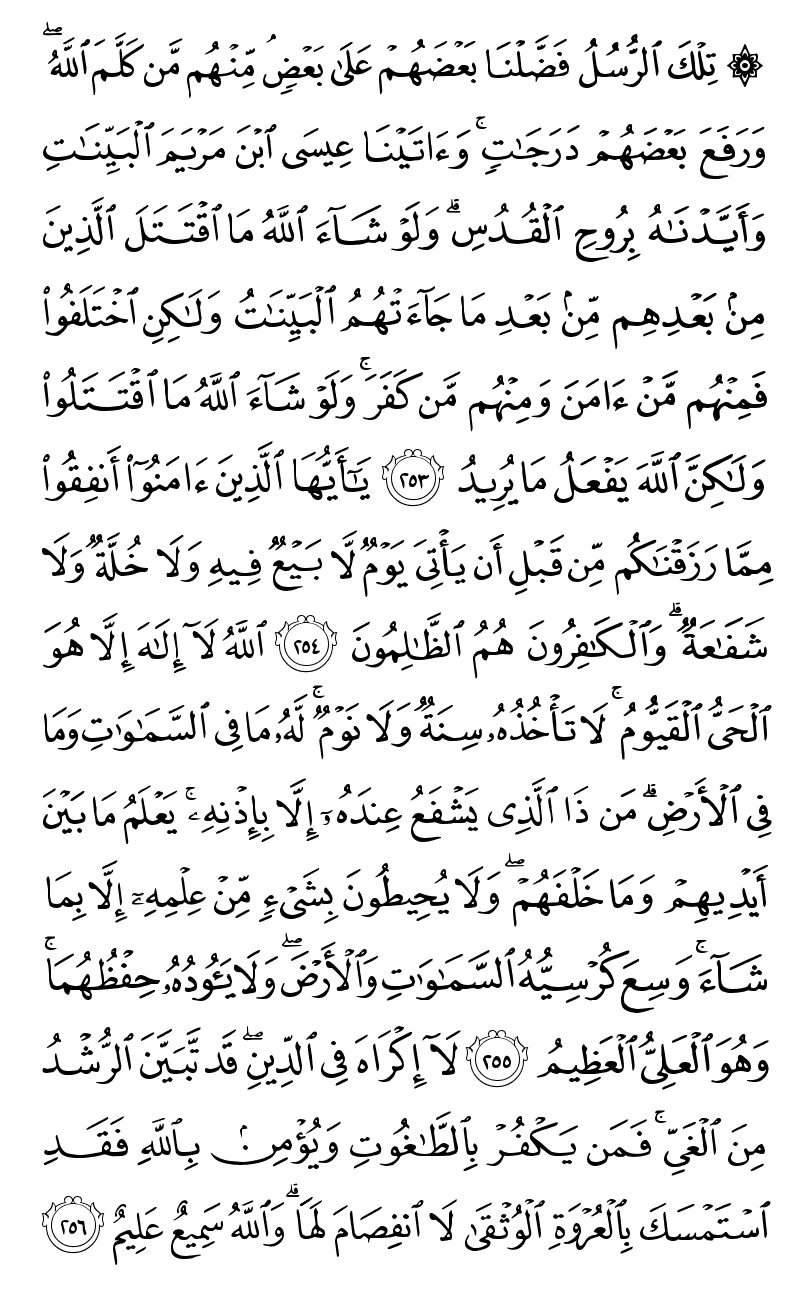 ۞ تِلْكَ ٱلرُّسُلُ فَضَّلْنَا بَعْضَهُمْ عَلَىٰ بَعْضٍۘ مِّنْهُم مَّن كَلَّمَ ٱللَّهُۖ
وَرَفَعَ بَعْضَهُمْ دَرَجَٰتٍۚ وَءَاتَيْنَا عِيسَى ٱبْنَ مَرْيَمَ ٱلْبَيِّنَٰتِ
وَأَيَّدْنَٰهُ بِرُوحِ ٱلْقُدُسِۗ وَلَوْ شَآءَ ٱللَّهُ مَا ٱقْتَتَلَ ٱلَّذِينَ
مِنۢ بَعْدِهِم مِّنۢ بَعْدِ مَا جَآءَتْهُمُ ٱلْبَيِّنَٰتُ وَلَٰكِنِ ٱخْتَلَفُوا۟
فَمِنْهُم مَّنْ ءَامَنَ وَمِنْهُم مَّن كَفَرَۚ وَلَوْ شَآءَ ٱللَّهُ مَا ٱقْتَتَلُوا۟
وَلَٰكِنَّ ٱللَّهَ يَفْعَلُ مَا يُرِيدُ ٢٥٣ يَٰٓأَيُّهَا ٱلَّذِينَ ءَامَنُوٓا۟ أَنفِقُوا۟
مِمَّا رَزَقْنَٰكُم مِّن قَبْلِ أَن يَأْتِىَ يَوْمٌ لَّا بَيْعٌ فِيهِ وَلَا خُلَّةٌ وَلَا
شَفَٰعَةٌۗ وَٱلْكَٰفِرُونَ هُمُ ٱلظَّٰلِمُونَ ٢٥٤ ٱللَّهُ لَآ إِلَٰهَ إِلَّا هُوَ
ٱلْحَىُّ ٱلْقَيُّومُۚ لَا تَأْخُذُهُۥ سِنَةٌ وَلَا نَوْمٌۚ لَّهُۥ مَا فِى ٱلسَّمَٰوَٰتِ وَمَا
فِى ٱلْأَرْضِۗ مَن ذَا ٱلَّذِى يَشْفَعُ عِندَهُۥٓ إِلَّا بِإِذْنِهِۦۚ يَعْلَمُ مَا بَيْنَ
أَيْدِيهِمْ وَمَا خَلْفَهُمْۖ وَلَا يُحِيطُونَ بِشَىْءٍ مِّنْ عِلْمِهِۦٓ إِلَّا بِمَا
شَآءَۚ وَسِعَ كُرْسِيُّهُ ٱلسَّمَٰوَٰتِ وَٱلْأَرْضَۖ وَلَا يَـُٔودُهُۥ حِفْظُهُمَاۚ
وَهُوَ ٱلْعَلِىُّ ٱلْعَظِيمُ ٢٥٥ لَآ إِكْرَاهَ فِى ٱلدِّينِۖ قَد تَّبَيَّنَ ٱلرُّشْدُ
مِنَ ٱلْغَىِّۚ فَمَن يَكْفُرْ بِٱلطَّٰغُوتِ وَيُؤْمِنۢ بِٱللَّهِ فَقَدِ
ٱسْتَمْسَكَ بِٱلْعُرْوَةِ ٱلْوُثْقَىٰ لَا ٱنفِصَامَ لَهَاۗ وَٱللَّهُ سَمِيعٌ عَلِيمٌ ٢٥٦